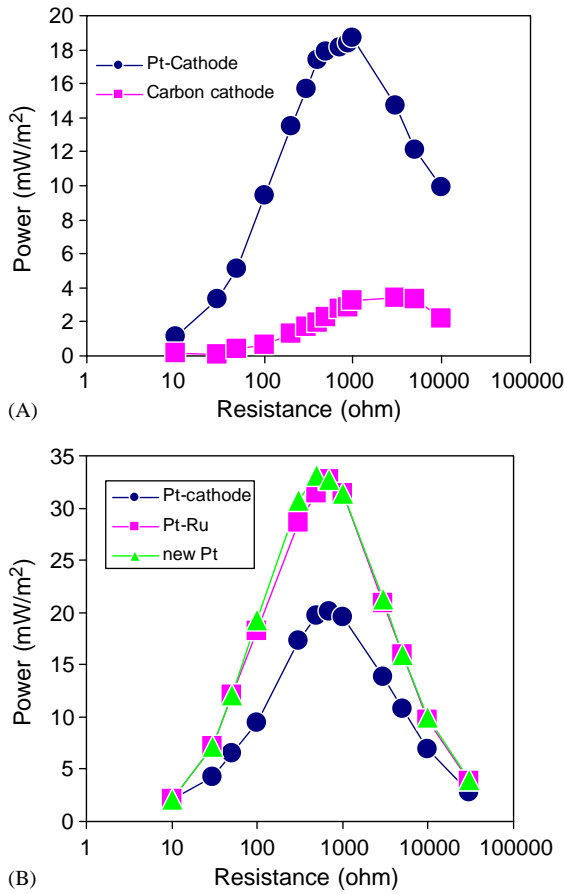 20
18
16
14
12
10
8
6
4
2
0
Power (mW/m²)
Pt-Cathode
Carbon cathode
1 10 100 1000 10000 100000
(A) Resistance (ohm)
35
30
25
20
15
10
5
0
Power (mW/m²)
Pt-cathode
Pt-Ru
new Pt
1 10 100 1000 10000 100000
(B) Resistance (ohm)